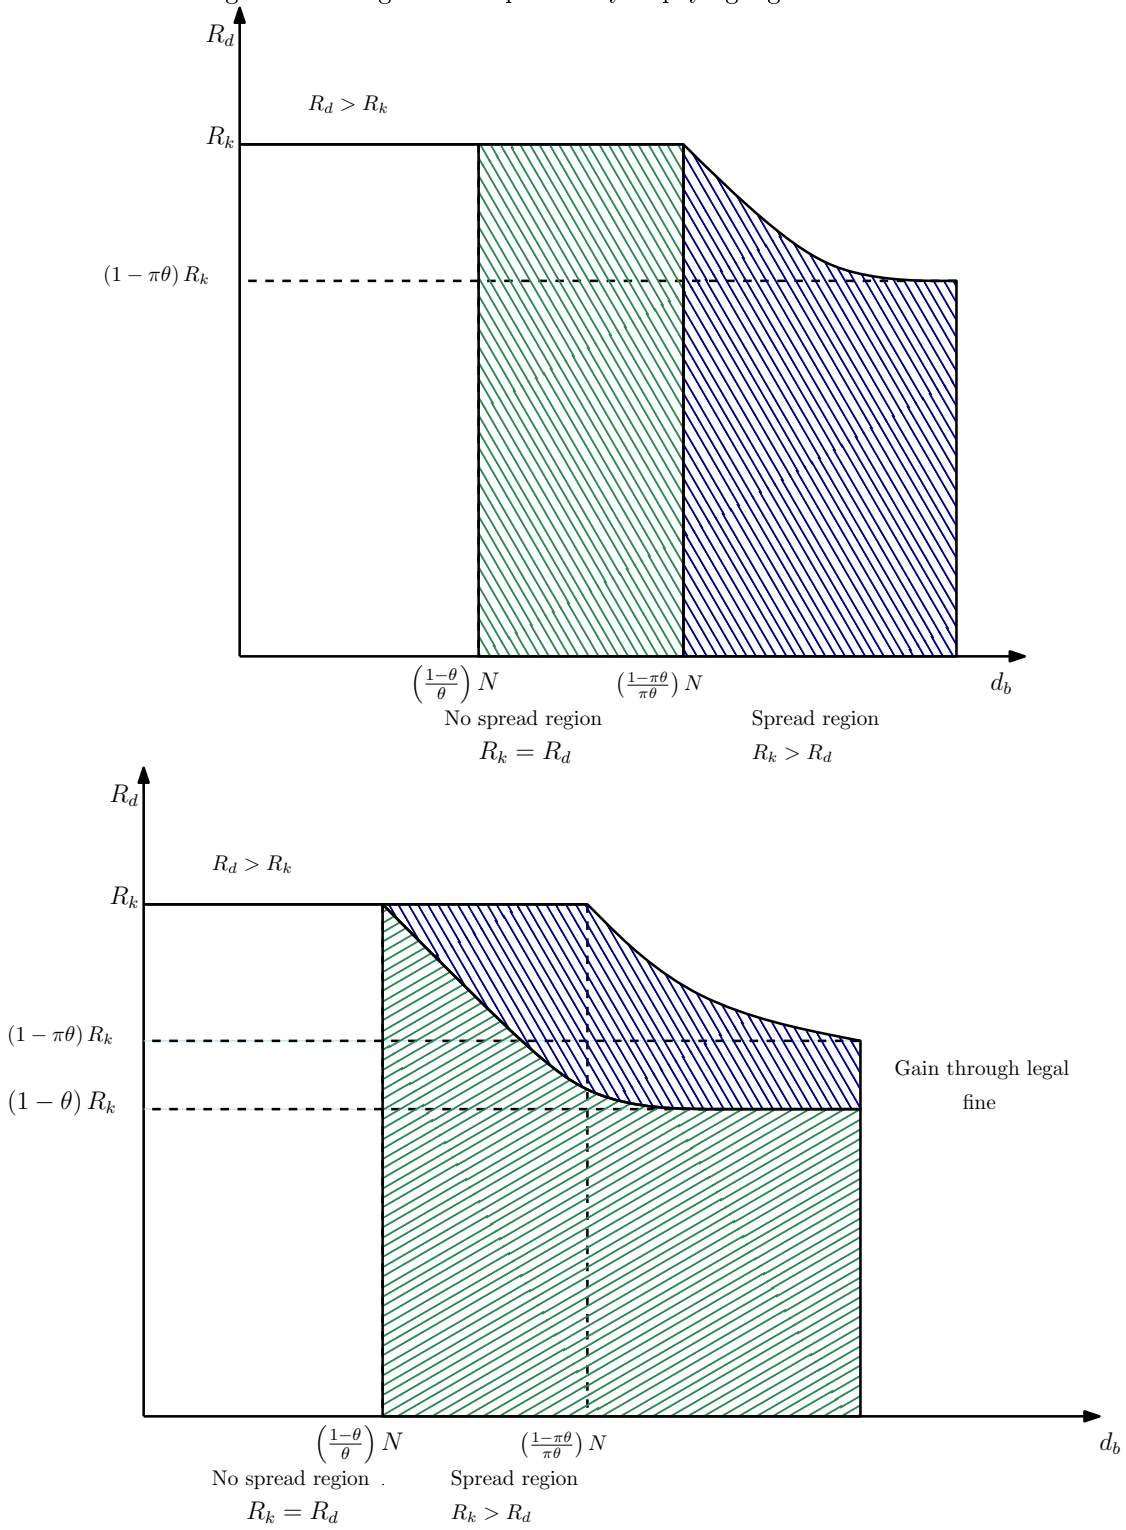 R_d
R_d > R_k
R_k
(1 − πθ) R_k
((1−θ)/θ) N
((1−πθ)/πθ) N
d_b
No spread region
Spread region
R_k = R_d
R_k > R_d
R_d
R_d > R_k
R_k
(1 − πθ) R_k
(1 − θ) R_k
Gain through legal
fine
((1−θ)/θ) N
((1−πθ)/πθ) N
d_b
No spread region .
Spread region
R_k = R_d
R_k > R_d